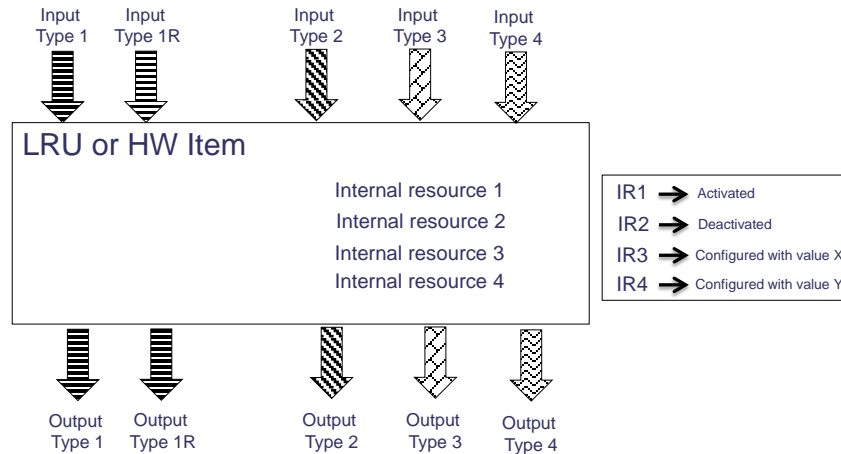 Input
Type 1
Input
Type 1R
Input
Type 2
Input
Type 3
Input
Type 4
LRU or HW Item
Internal resource 1
Internal resource 2
Internal resource 3
Internal resource 4
IR1 Activated
IR2 Deactivated
IR3 Configured with value X
IR4 Configured with value Y
Output
Type 1
Output
Type 1R
Output
Type 2
Output
Type 3
Output
Type 4